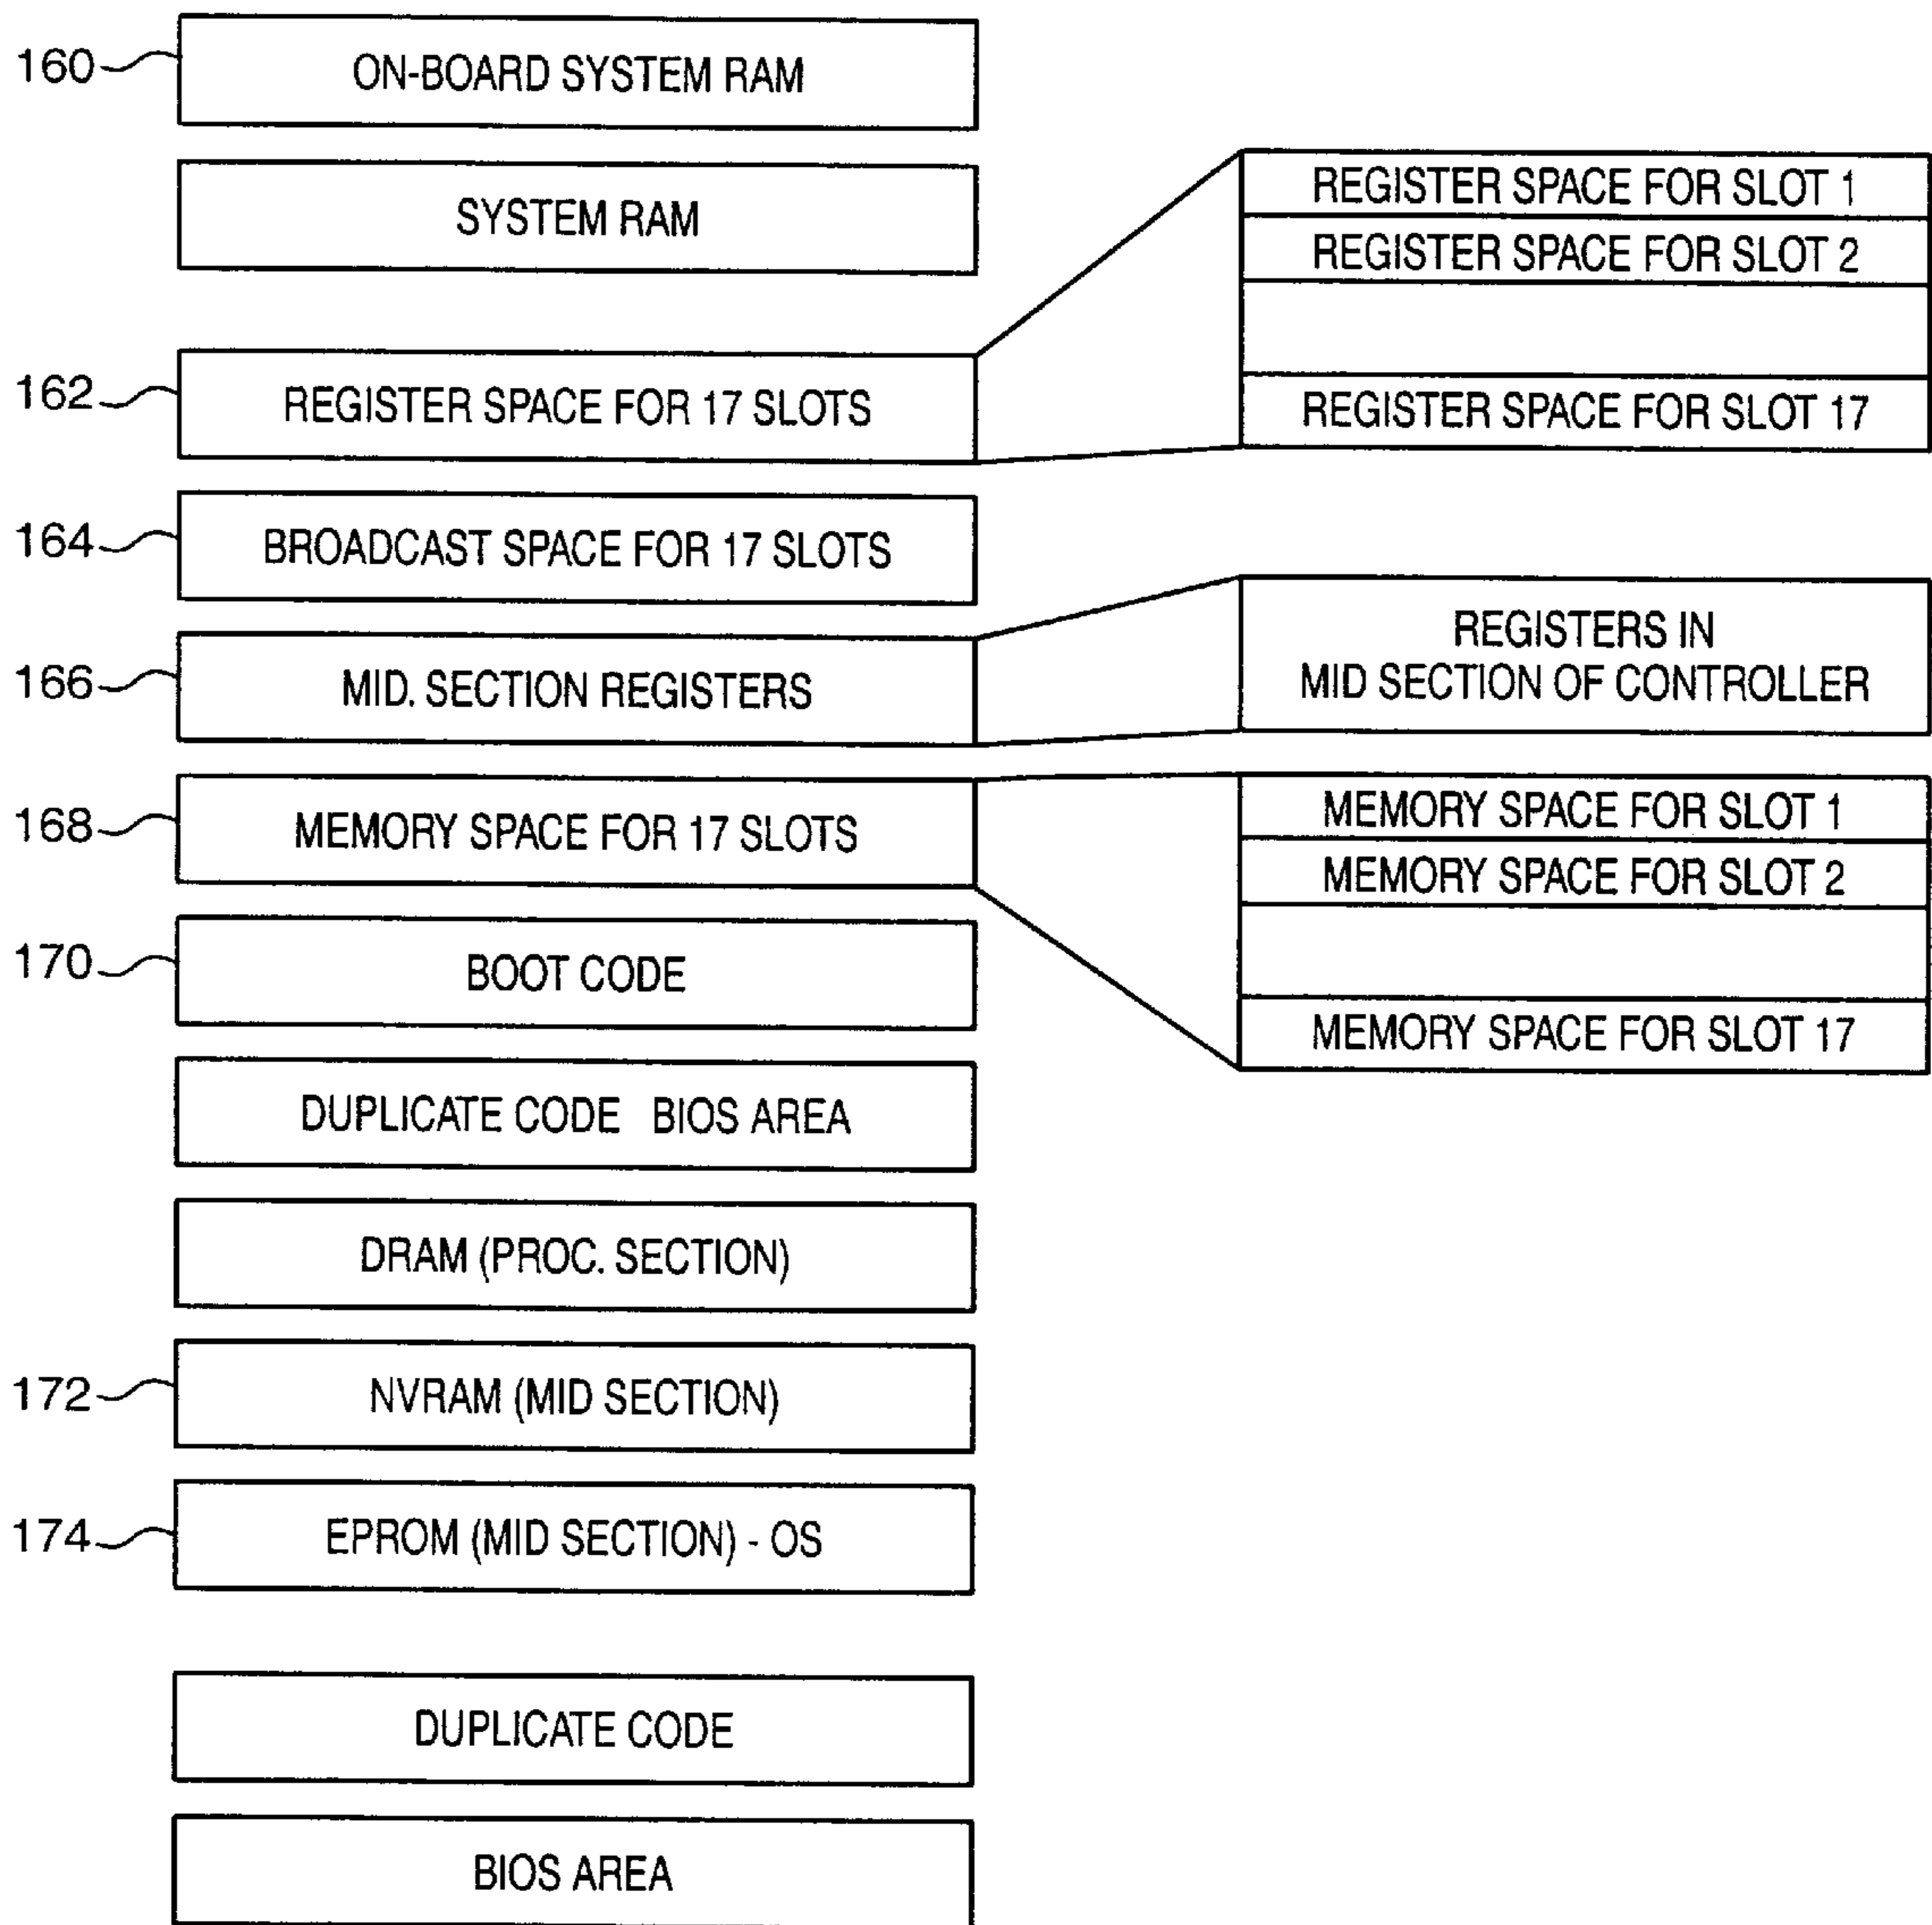 160
ON-BOARD SYSTEM RAM
SYSTEM RAM
162
REGISTER SPACE FOR 17 SLOTS
REGISTER SPACE FOR SLOT 1
REGISTER SPACE FOR SLOT 2
REGISTER SPACE FOR SLOT 17
164
BROADCAST SPACE FOR 17 SLOTS
166
MID. SECTION REGISTERS
REGISTERS IN
MID SECTION OF CONTROLLER
168
MEMORY SPACE FOR 17 SLOTS
MEMORY SPACE FOR SLOT 1
MEMORY SPACE FOR SLOT 2
MEMORY SPACE FOR SLOT 17
170
BOOT CODE
DUPLICATE CODE BIOS AREA
DRAM (PROC. SECTION)
172
NVRAM (MID SECTION)
174
EPROM (MID SECTION) - OS
DUPLICATE CODE
BIOS AREA